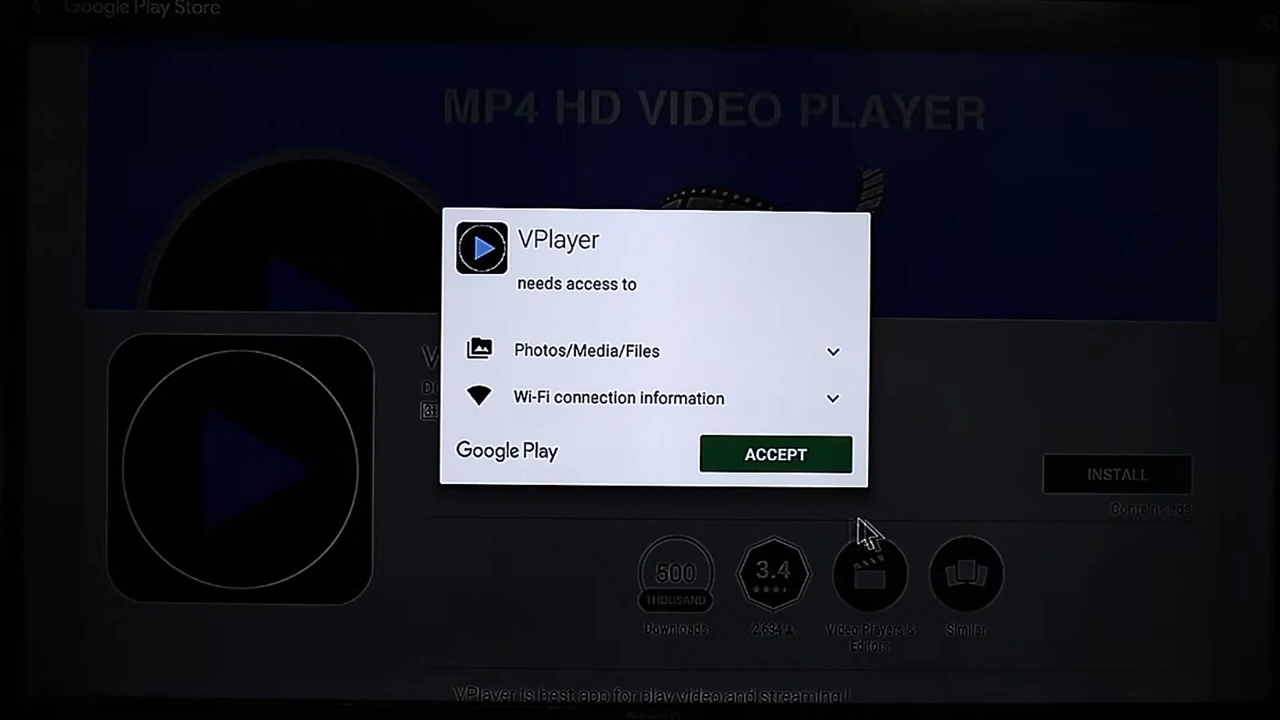 Google Play Store
MP4 HD VIDEO PLAYER
VPlayer
needs access to
Photos/Media/Files
Wi-Fi connection information
Google Play
ACCEPT
INSTALL
Contains ads
500
THOUSAND
Downloads
3.4
2,634
Video Players &
Editors
Similar
VPlayer is best app for play video and streaming!!